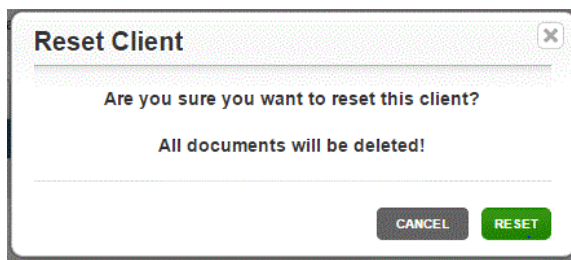 Reset Client
Are you sure you want to reset this client?
All documents will be deleted!
CANCEL RESET